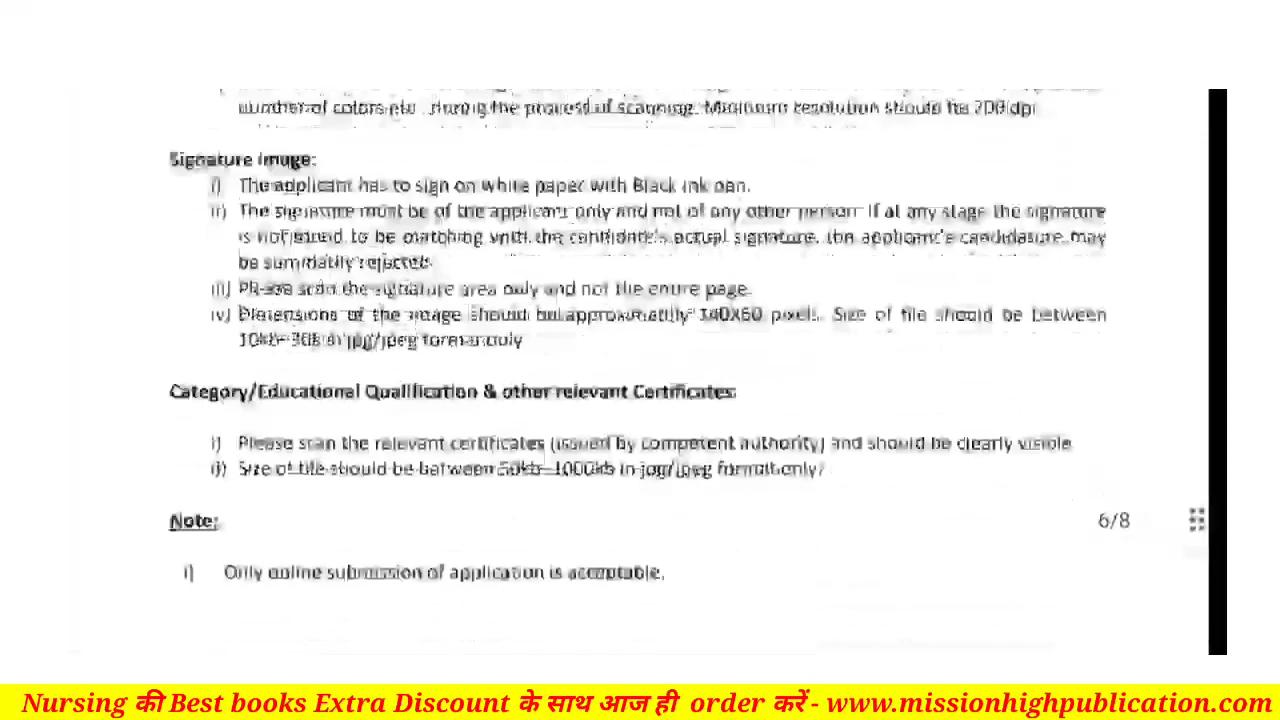 number of colors etc., during the process of scanning. Minimum resolution should be 200 dpi
Signature Image:
i) The applicant has to sign on white paper with Black ink pen.
ii) The signature must be of the applicant only and not of any other person. If at any stage the signature
is not found to be matching with the candidate's actual signature, the applicant's candidature may
be summarily rejected.
iii) Please scan the signature area only and not the entire page.
iv) Dimensions of the image should be approximately 140X60 pixels. Size of file should be between
10kb- in jpg/jpeg format only
Category/Educational Qualification & other relevant Certificates:
i) Please scan the relevant certificates (issued by competent authority) and should be clearly visible
ii) Size of file should be between 50kb- 1000kb in jpg/jpeg format only.
Note:
6/8
i) Only online submission of application is acceptable.
Nursing की Best books Extra Discount के साथ आज ही order करें - www.missionhighpublication.com